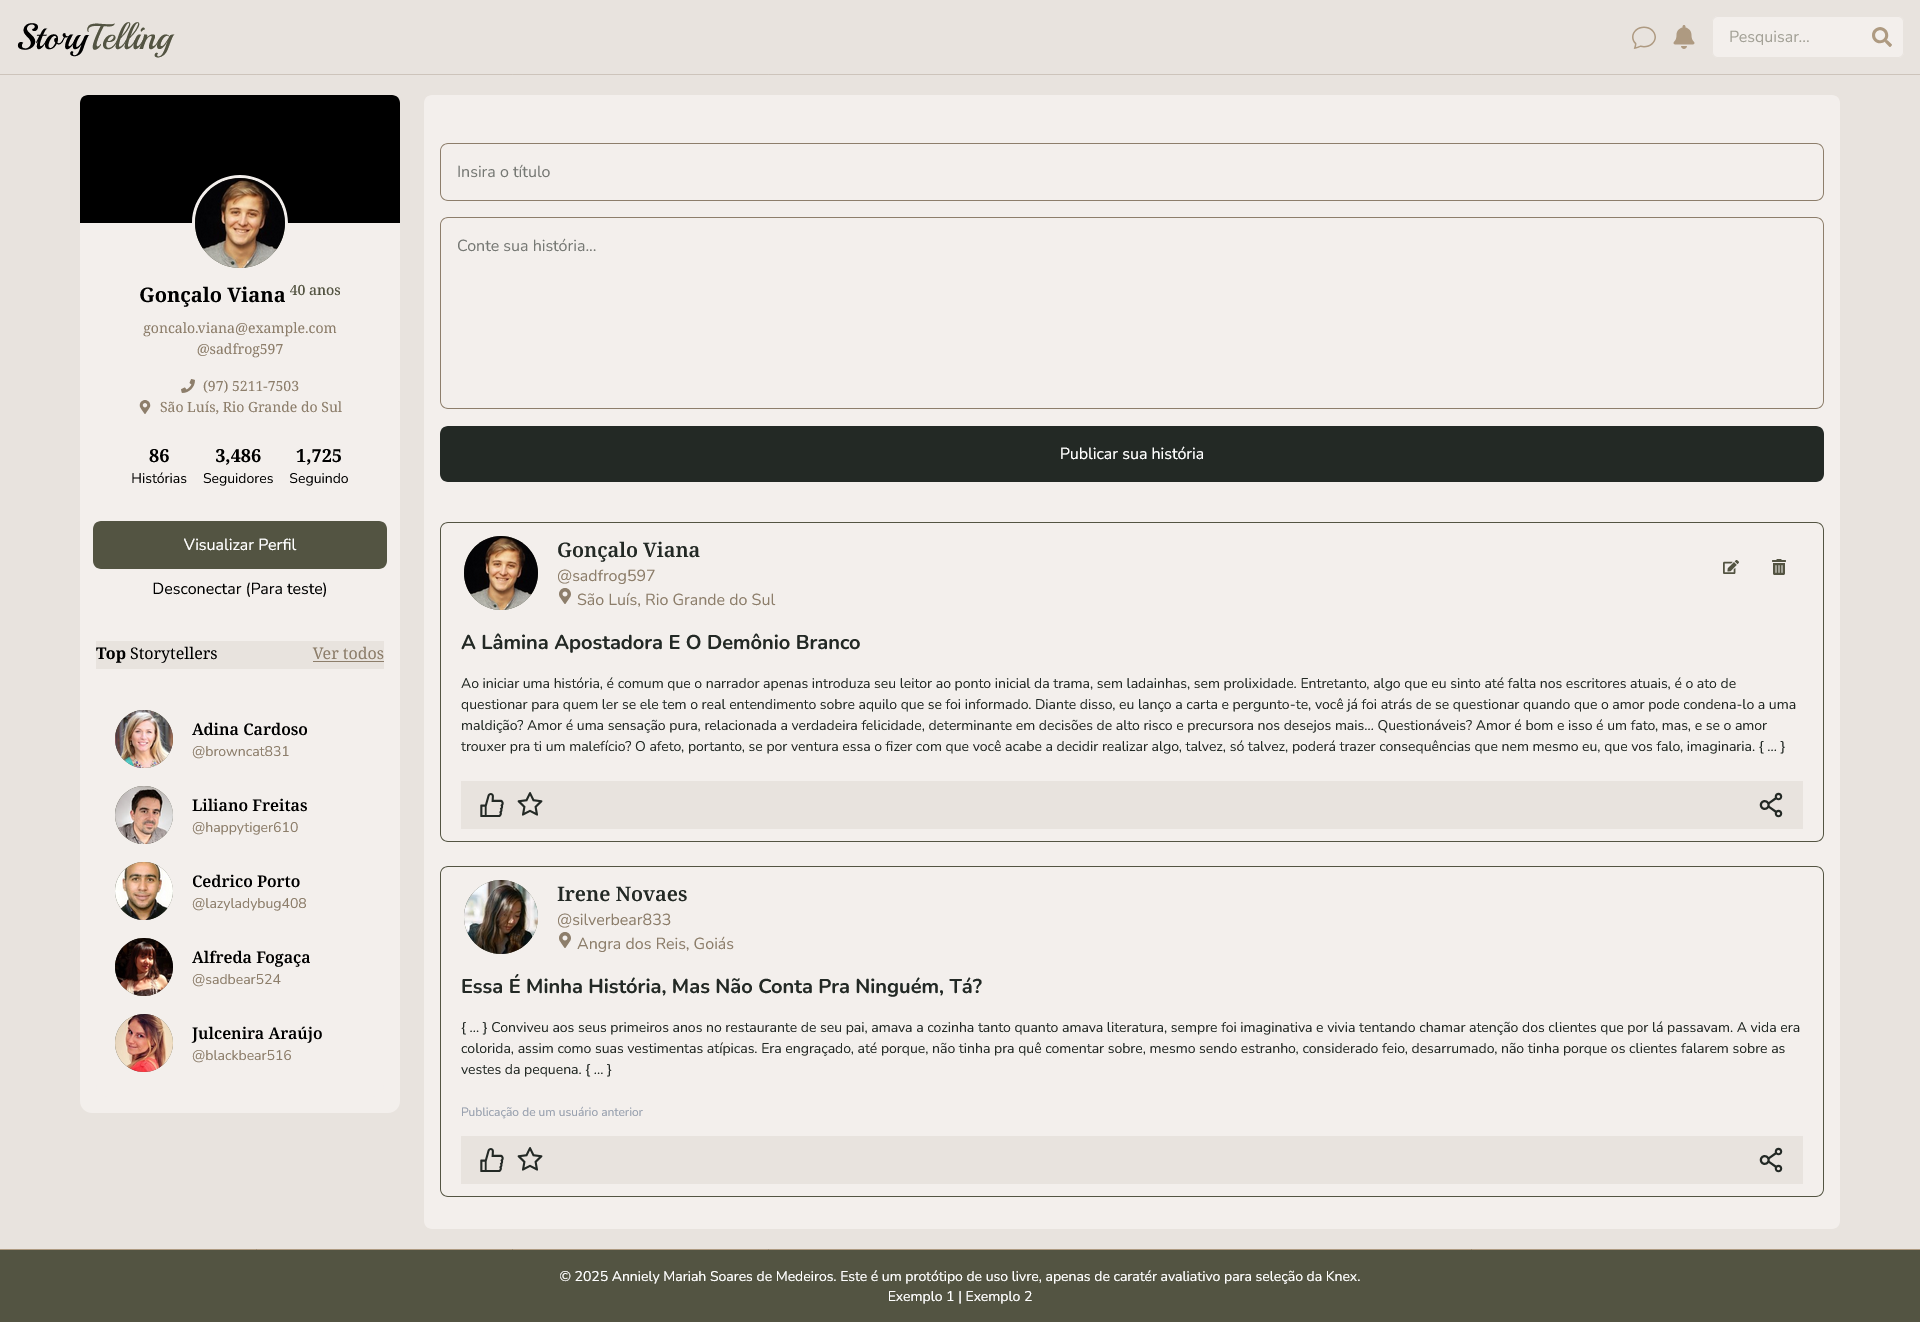 StoryTelling
Pesquisar...
Gonçalo Viana 40 anos
goncalo.viana@example.com
@sadfrog597
(97) 5211-7503
São Luís, Rio Grande do Sul
86 3,486 1,725
Histórias Seguidores Seguindo
Visualizar Perfil
Desconectar (Para teste)
Top Storytellers Ver todos
Adina Cardoso
@browncat831
Liliano Freitas
@happytiger610
Cedrico Porto
@lazyladybug408
Alfreda Fogaça
@sadbear524
Julcenira Araújo
@blackbear516
Insira o título
Conte sua história...
Publicar sua história
Gonçalo Viana
@sadfrog597
São Luís, Rio Grande do Sul
A Lâmina Apostadora E O Demônio Branco
Ao iniciar uma história, é comum que o narrador apenas introduza seu leitor ao ponto inicial da trama, sem ladainhas, sem prolixidade. Entretanto, algo que eu sinto até falta nos escritores atuais, é o ato de
questionar para quem ler se ele tem o real entendimento sobre aquilo que se foi informado. Diante disso, eu lanço a carta e pergunto-te, você já foi atrás de se questionar quando que o amor pode condena-lo a uma
maldição? Amor é uma sensação pura, relacionada a verdadeira felicidade, determinante em decisões de alto risco e precursora nos desejos mais... Questionáveis? Amor é bom e isso é um fato, mas, e se o amor
trouxer pra ti um malefício? O afeto, portanto, se por ventura essa o fizer com que você acabe a decidir realizar algo, talvez, só talvez, poderá trazer consequências que nem mesmo eu, que vos falo, imaginaria. { ... }
Irene Novaes
@silverbear833
Angra dos Reis, Goiás
Essa É Minha História, Mas Não Conta Pra Ninguém, Tá?
{ ... } Conviveu aos seus primeiros anos no restaurante de seu pai, amava a cozinha tanto quanto amava literatura, sempre foi imaginativa e vivia tentando chamar atenção dos clientes que por lá passavam. A vida era
colorida, assim como suas vestimentas atípicas. Era engraçado, até porque, não tinha pra quê comentar sobre, mesmo sendo estranho, considerado feio, desarrumado, não tinha porque os clientes falarem sobre as
vestes da pequena. { ... }
Publicação de um usuário anterior
© 2025 Anniely Mariah Soares de Medeiros. Este é um protótipo de uso livre, apenas de caratér avaliativo para seleção da Knex.
Exemplo 1 | Exemplo 2